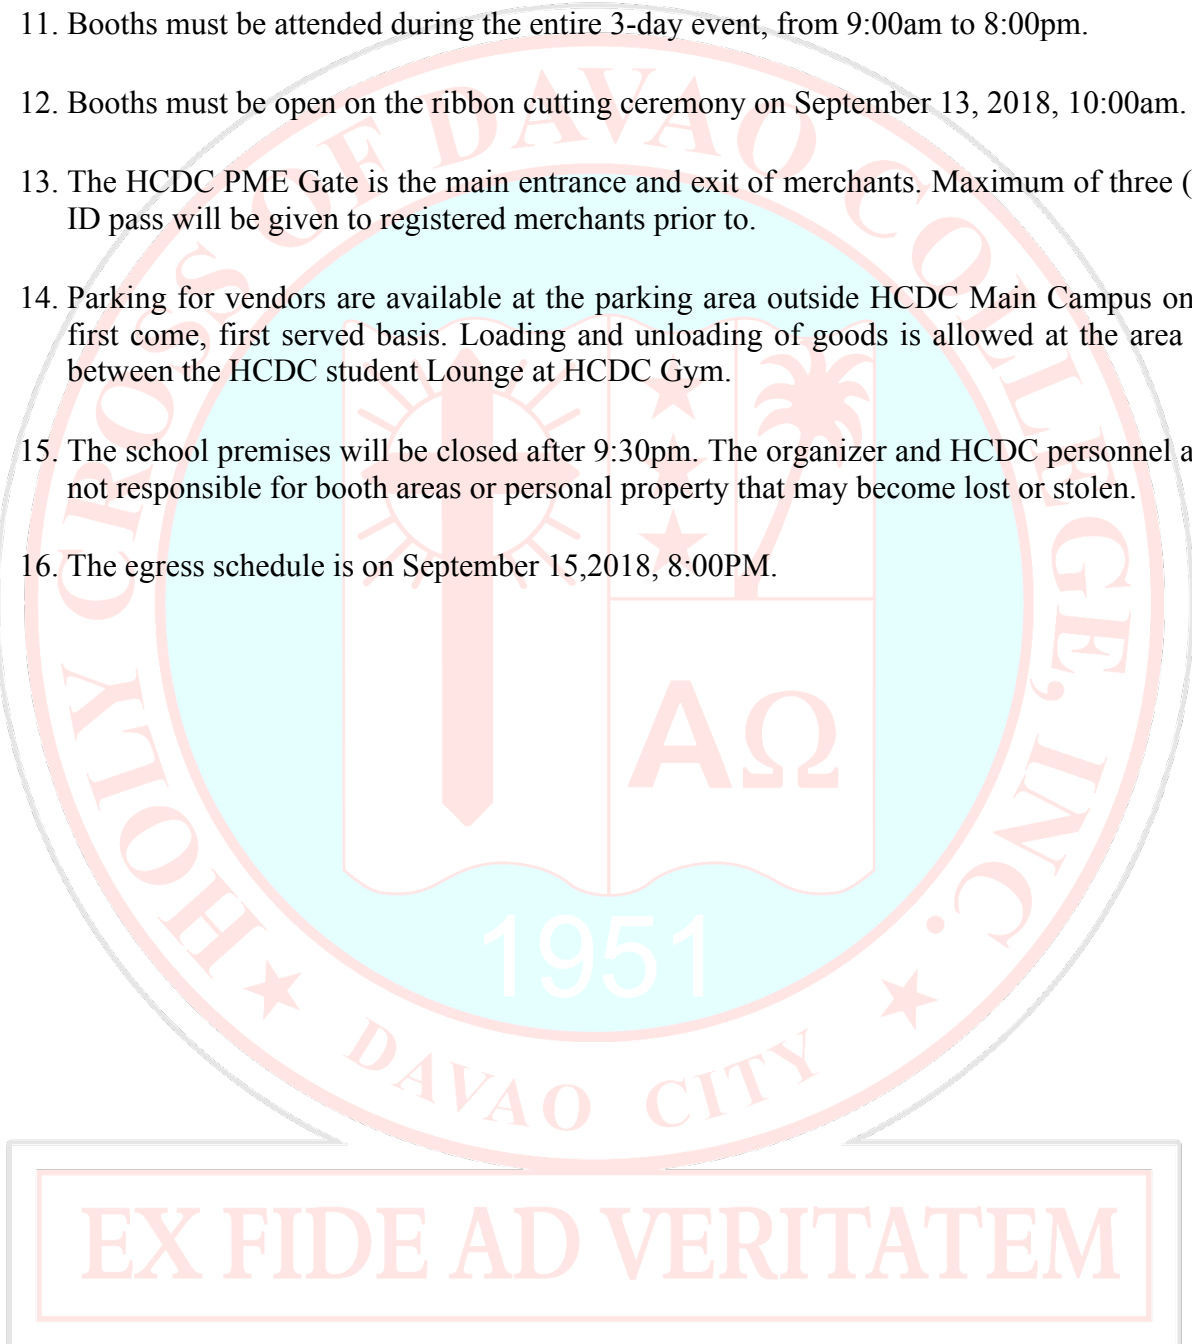 11. Booths must be attended during the entire 3-day event, from 9:00am to 8:00pm.
12. Booths must be open on the ribbon cutting ceremony on September 13, 2018, 10:00am.
13. The HCDC PME Gate is the main entrance and exit of merchants. Maximum of three (
ID pass will be given to registered merchants prior to.
14. Parking for vendors are available at the parking area outside HCDC Main Campus on
first come, first served basis. Loading and unloading of goods is allowed at the area
between the HCDC student Lounge at HCDC Gym.
15. The school premises will be closed after 9:30pm. The organizer and HCDC personnel a
not responsible for booth areas or personal property that may become lost or stolen.
16. The egress schedule is on September 15,2018, 8:00PM.
HOLY CROSS OF DAVAO COLLEGE, INC.
ΑΩ
1951
★ DAVAO CITY ★
EX FIDE AD VERITATEM